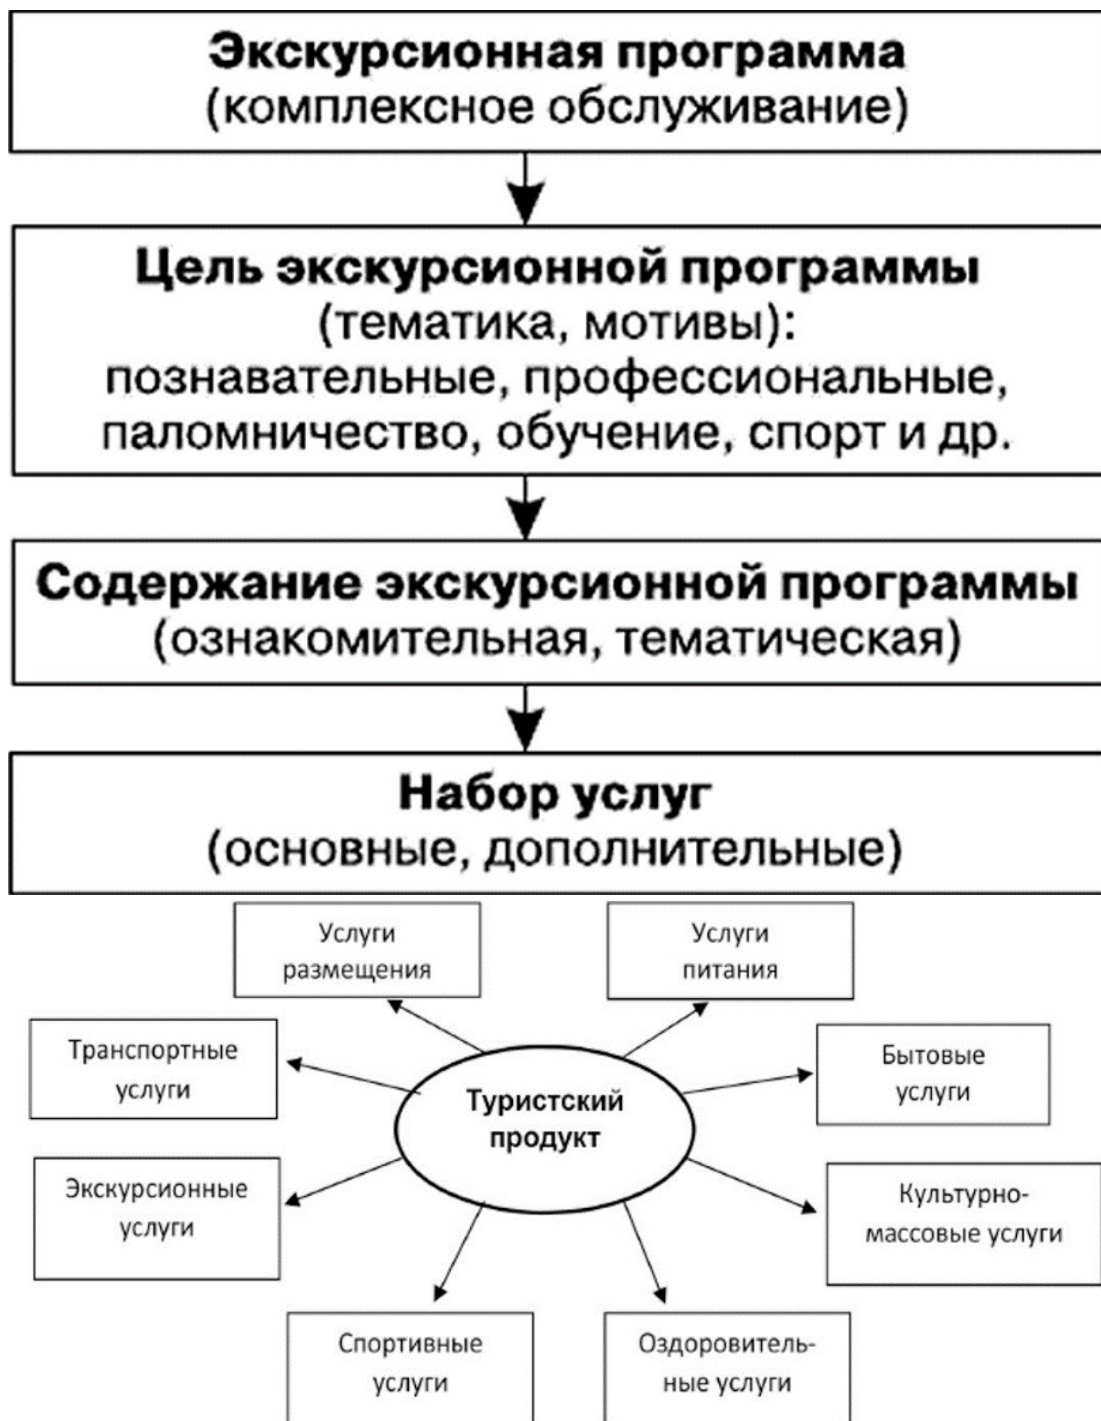 Экскурсионная программа
(комплексное обслуживание)
Цель экскурсионной программы
(тематика, мотивы):
познавательные, профессиональные,
паломничество, обучение, спорт и др.
Содержание экскурсионной программы
(ознакомительная, тематическая)
Набор услуг
(основные, дополнительные)
Услуги
размещения
Услуги
питания
Транспортные
услуги
Бытовые
услуги
Туристский
продукт
Экскурсионные
услуги
Культурно-
массовые услуги
Спортивные
услуги
Оздоровитель-
ные услуги